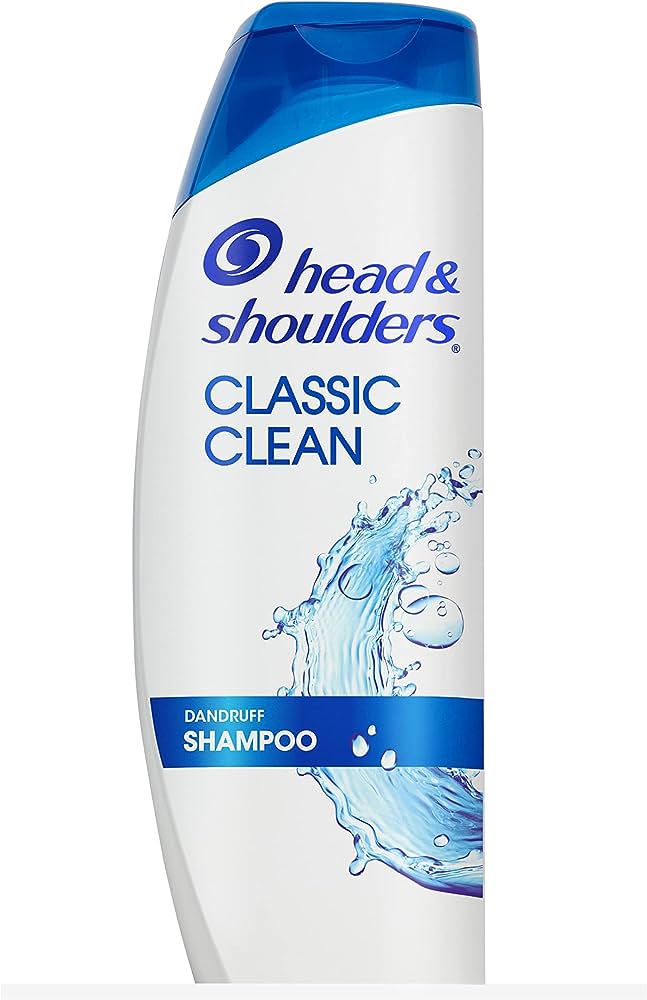 head &
shoulders®
CLASSIC
CLEAN
DANDRUFF
SHAMPOO